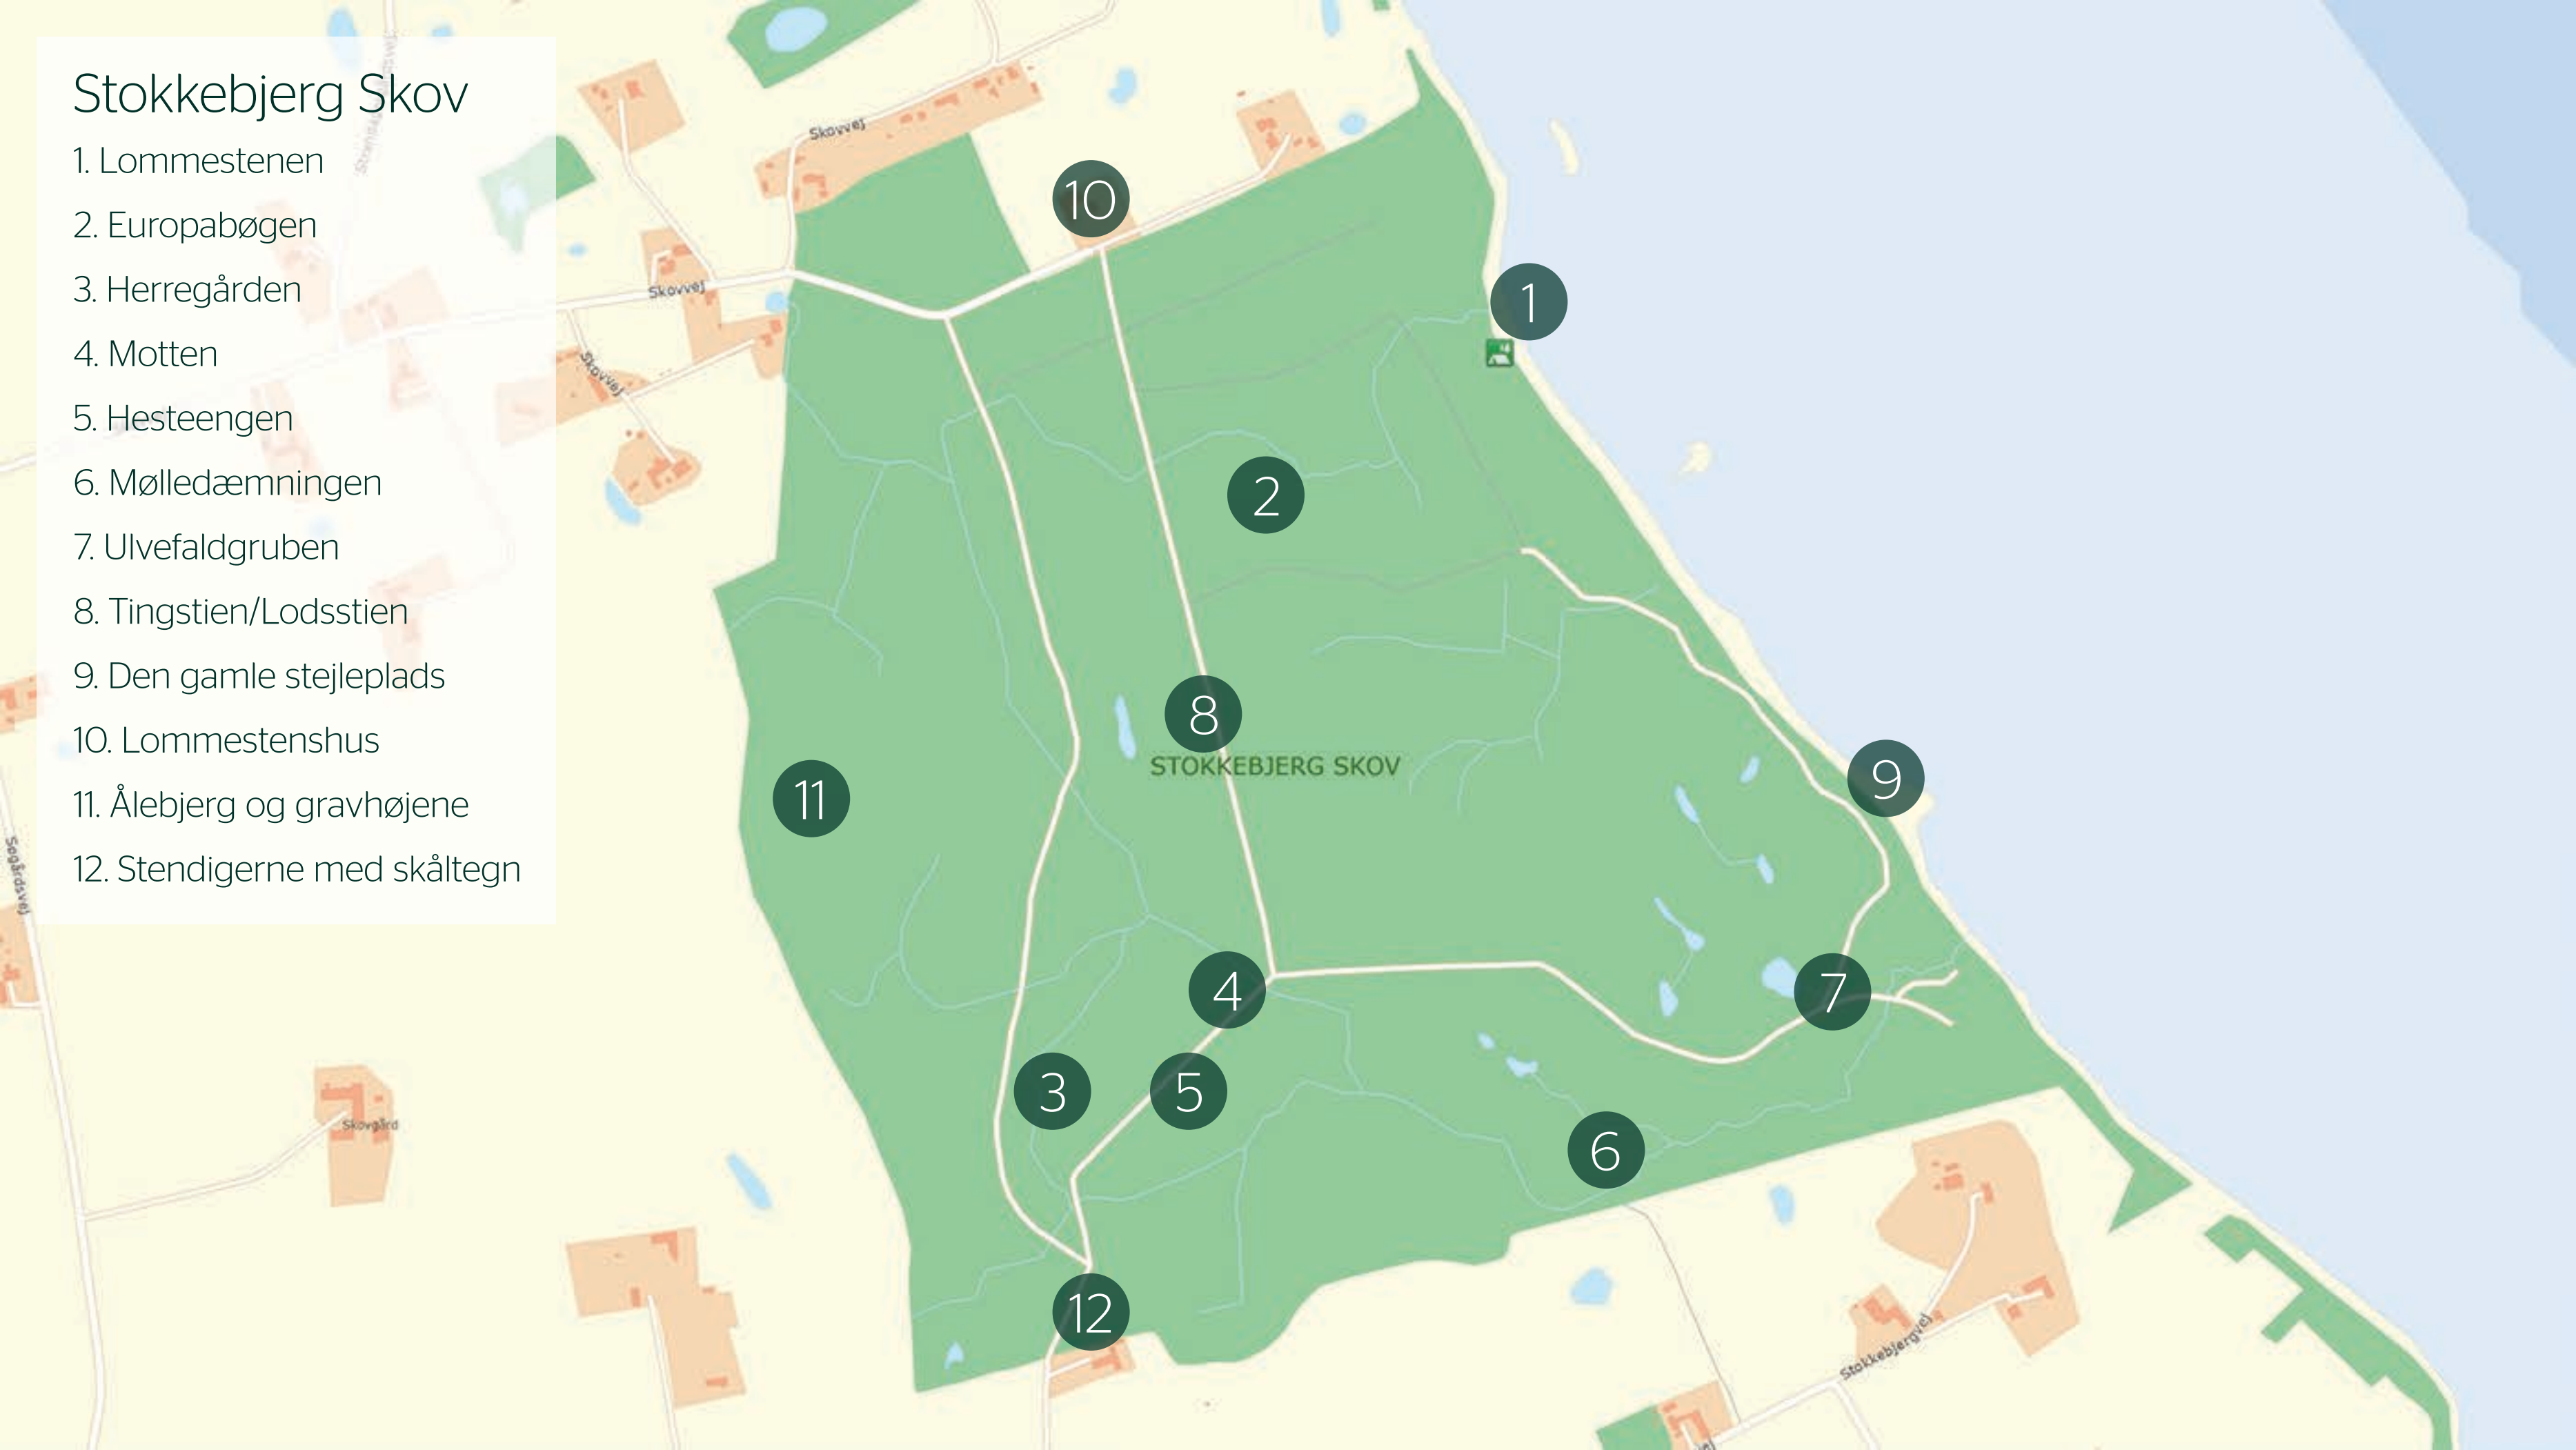 Stokkebjerg Skov
1. Lommestenen
2. Europabøgen
3. Herregården
4. Motten
5. Hesteengen
6. Mølledæmningen
7. Ulvefaldgruben
8. Tingstien/Lodsstien
9. Den gamle stejleplads
10. Lommestenshus
11. Ålebjerg og gravhøjene
12. Stendigerne med skåltegn
Skovvej
10
1
Skovvej
Skovvej
2
8
STOKKEBJERG SKOV
9
11
Søgårdsvej
4
7
3
5
Skovgård
6
12
Stokkebjergvej